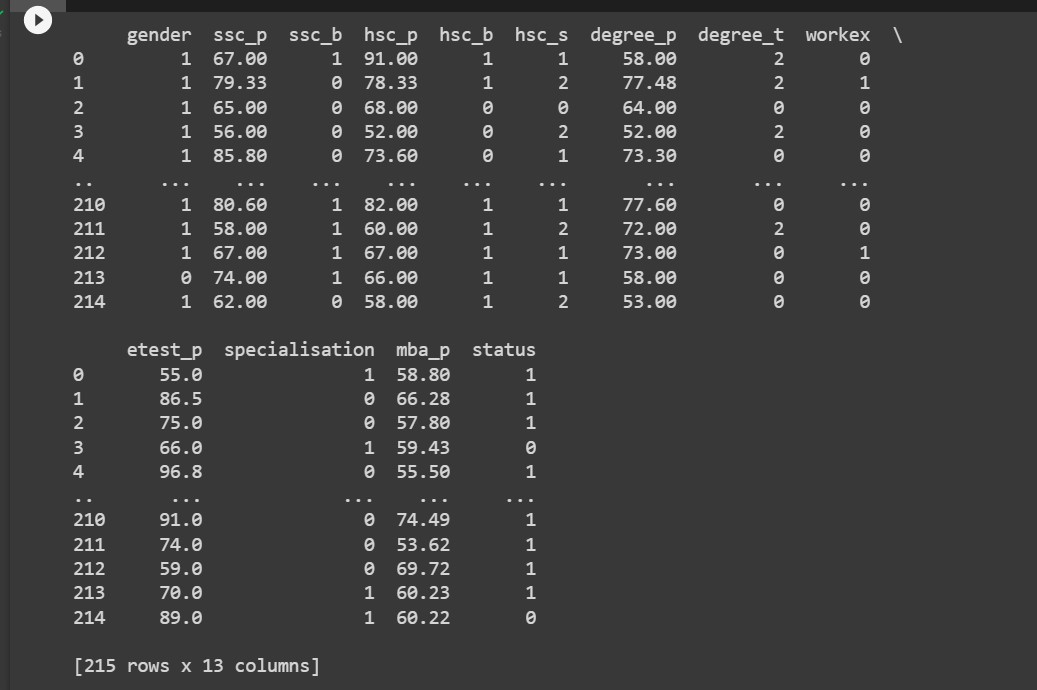 gender  ssc_p  ssc_b  hsc_p  hsc_b  hsc_s  degree_p  degree_t  workex  \
0         1  67.00      1  91.00      1      1     58.00         2       0
1         1  79.33      0  78.33      1      2     77.48         2       1
2         1  65.00      0  68.00      0      0     64.00         0       0
3         1  56.00      0  52.00      0      2     52.00         2       0
4         1  85.80      0  73.60      0      1     73.30         0       0
..      ...    ...    ...    ...    ...    ...       ...       ...     ...
210       1  80.60      1  82.00      1      1     77.60         0       0
211       1  58.00      1  60.00      1      2     72.00         2       0
212       1  67.00      1  67.00      1      1     73.00         0       1
213       0  74.00      1  66.00      1      1     58.00         0       0
214       1  62.00      0  58.00      1      2     53.00         0       0
     etest_p  specialisation  mba_p  status
0       55.0               1  58.80       1
1       86.5               0  66.28       1
2       75.0               0  57.80       1
3       66.0               1  59.43       0
4       96.8               0  55.50       1
..       ...             ...    ...     ...
210     91.0               0  74.49       1
211     74.0               0  53.62       1
212     59.0               0  69.72       1
213     70.0               1  60.23       1
214     89.0               1  60.22       0
[215 rows x 13 columns]